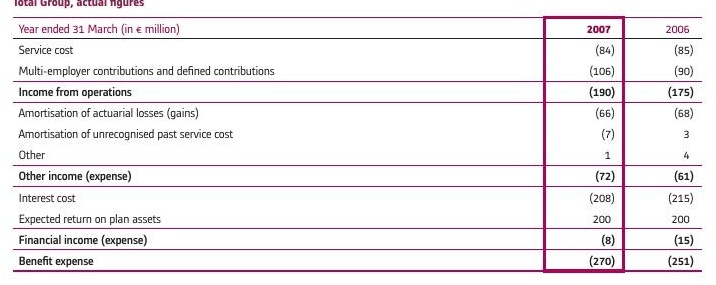 Total Group, actual figures
Year ended 31 March (in € million) 2007 2006
Service cost (84) (85)
Multi-employer contributions and defined contributions (106) (90)
Income from operations (190) (175)
Amortisation of actuarial losses (gains) (66) (68)
Amortisation of unrecognised past service cost (7) 3
Other 1 4
Other income (expense) (72) (61)
Interest cost (208) (215)
Expected return on plan assets 200 200
Financial income (expense) (8) (15)
Benefit expense (270) (251)